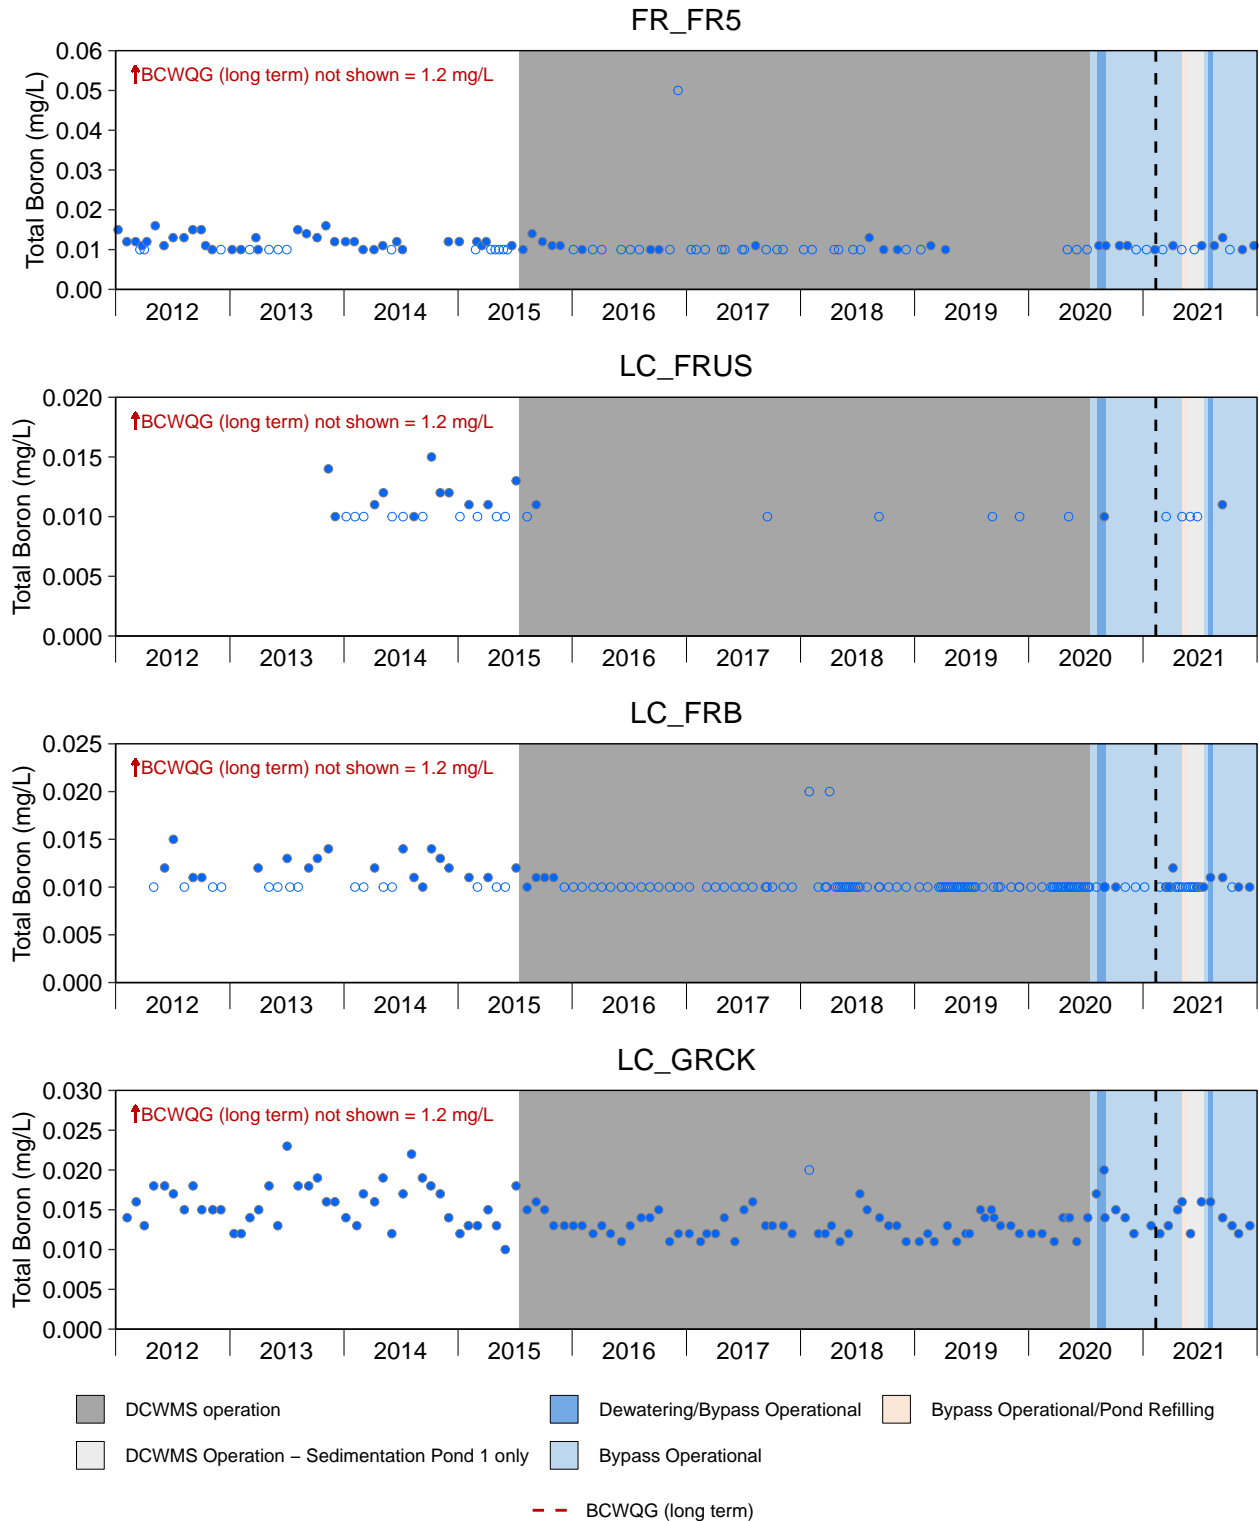 FR_FR5
BCWQG (long term) not shown = 1.2 mg/L
Total Boron (mg/L)
0.06
0.05
0.04
0.03
0.02
0.01
0.00
2012 2013 2014 2015 2016 2017 2018 2019 2020 2021
LC_FRUS
BCWQG (long term) not shown = 1.2 mg/L
Total Boron (mg/L)
0.020
0.015
0.010
0.005
0.000
2012 2013 2014 2015 2016 2017 2018 2019 2020 2021
LC_FRB
BCWQG (long term) not shown = 1.2 mg/L
Total Boron (mg/L)
0.025
0.020
0.015
0.010
0.005
0.000
2012 2013 2014 2015 2016 2017 2018 2019 2020 2021
LC_GRCK
BCWQG (long term) not shown = 1.2 mg/L
Total Boron (mg/L)
0.030
0.025
0.020
0.015
0.010
0.005
0.000
2012 2013 2014 2015 2016 2017 2018 2019 2020 2021
DCWMS operation
Dewatering/Bypass Operational
Bypass Operational/Pond Refilling
DCWMS Operation – Sedimentation Pond 1 only
Bypass Operational
BCWQG (long term)